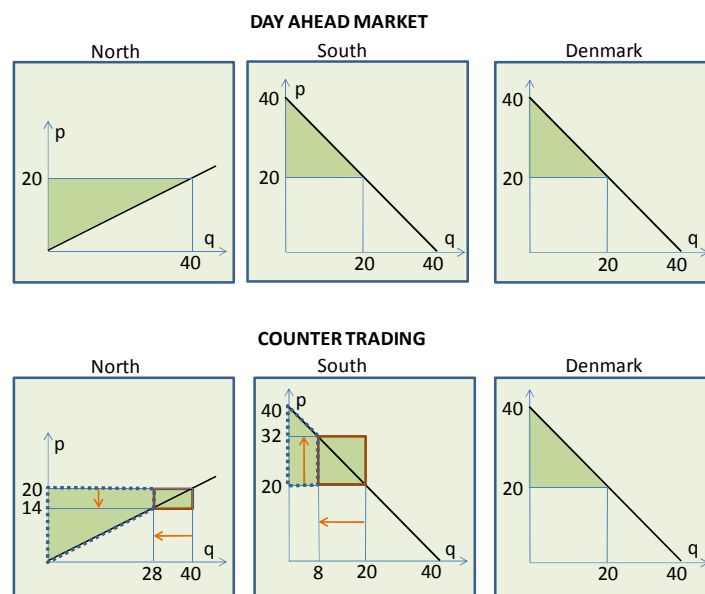 DAY AHEAD MARKET
North South Denmark
p
20
q
40
p
40
20
q
20 40
40
20
q
20 40
COUNTER TRADING
North South Denmark
p
20
14
q
28 40
p
40
32
20
q
8 20 40
40
20
q
20 40